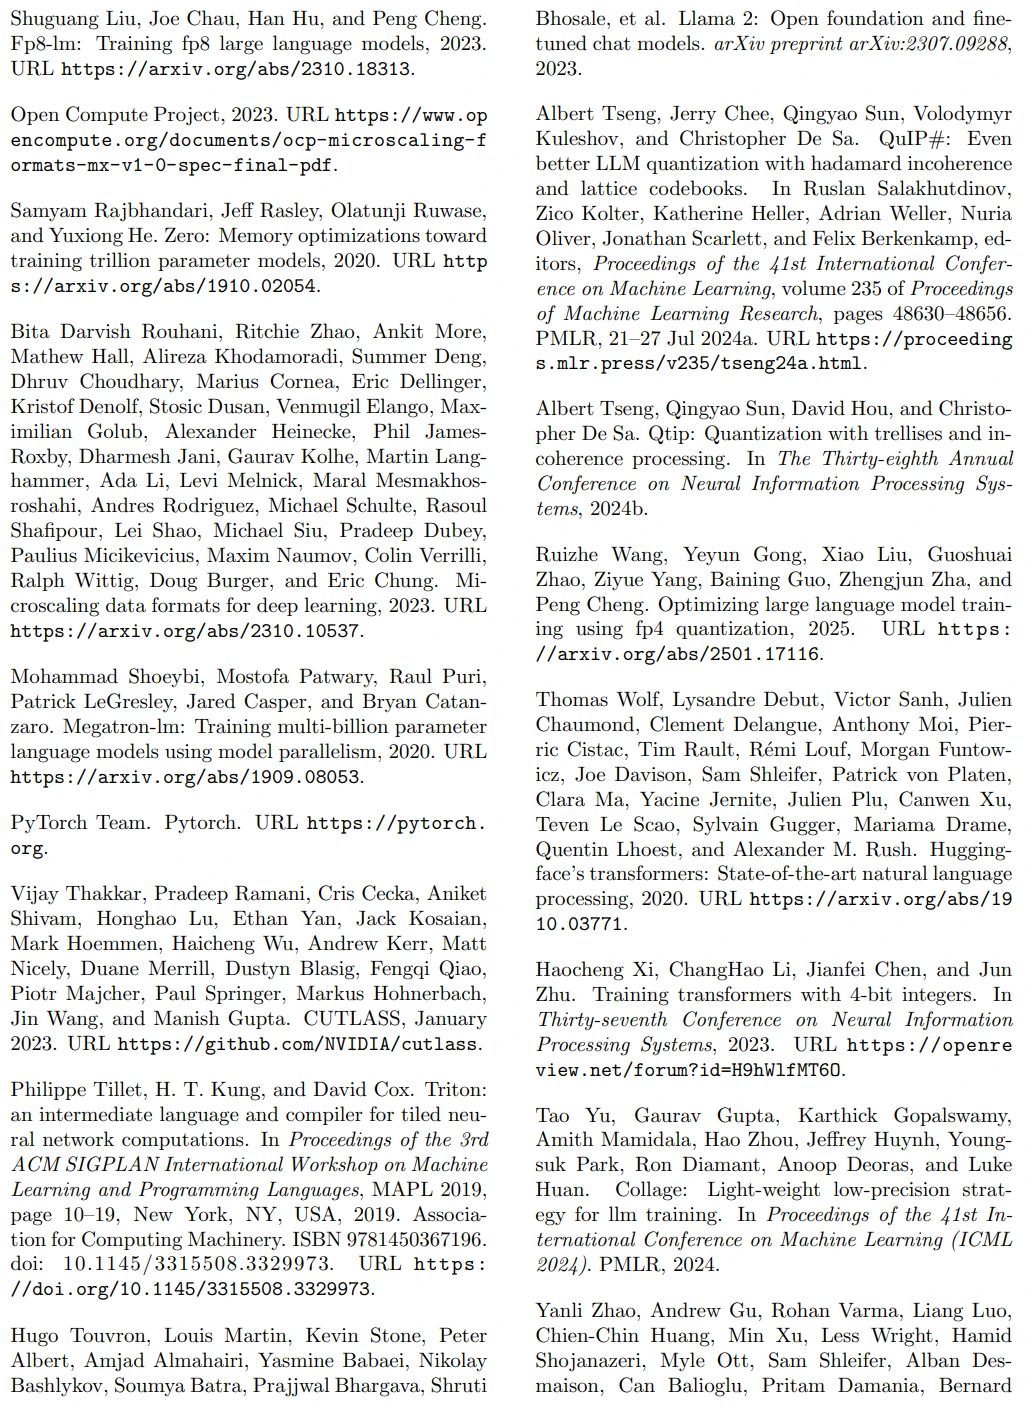 Shuguang Liu, Joe Chau, Han Hu, and Peng Cheng.
Fp8-lm: Training fp8 large language models, 2023.
URL https://arxiv.org/abs/2310.18313.
Open Compute Project, 2023. URL https://www.op
encompute.org/documents/ocp-microscaling-f
ormats-mx-v1-0-spec-final-pdf.
Samyam Rajbhandari, Jeff Rasley, Olatunji Ruwase,
and Yuxiong He. Zero: Memory optimizations toward
training trillion parameter models, 2020. URL http
s://arxiv.org/abs/1910.02054.
Bita Darvish Rouhani, Ritchie Zhao, Ankit More,
Mathew Hall, Alireza Khodamoradi, Summer Deng,
Dhruv Choudhary, Marius Cornea, Eric Dellinger,
Kristof Denolf, Stosic Dusan, Venmugil Elango, Max-
imilian Golub, Alexander Heinecke, Phil James-
Roxby, Dharmesh Jani, Gaurav Kolhe, Martin Lang-
hammer, Ada Li, Levi Melnick, Maral Mesmakhos-
roshahi, Andres Rodriguez, Michael Schulte, Rasoul
Shafipour, Lei Shao, Michael Siu, Pradeep Dubey,
Paulius Micikevicius, Maxim Naumov, Colin Verrilli,
Ralph Wittig, Doug Burger, and Eric Chung. Mi-
croscaling data formats for deep learning, 2023. URL
https://arxiv.org/abs/2310.10537.
Mohammad Shoeybi, Mostofa Patwary, Raul Puri,
Patrick LeGresley, Jared Casper, and Bryan Catan-
zaro. Megatron-lm: Training multi-billion parameter
language models using model parallelism, 2020. URL
https://arxiv.org/abs/1909.08053.
PyTorch Team. Pytorch. URL https://pytorch.
org.
Vijay Thakkar, Pradeep Ramani, Cris Cecka, Aniket
Shivam, Honghao Lu, Ethan Yan, Jack Kosaian,
Mark Hoemmen, Haicheng Wu, Andrew Kerr, Matt
Nicely, Duane Merrill, Dustyn Blasig, Fengqi Qiao,
Piotr Majcher, Paul Springer, Markus Hohnerbach,
Jin Wang, and Manish Gupta. CUTLASS, January
2023. URL https://github.com/NVIDIA/cutlass.
Philippe Tillet, H. T. Kung, and David Cox. Triton:
an intermediate language and compiler for tiled neu-
ral network computations. In Proceedings of the 3rd
ACM SIGPLAN International Workshop on Machine
Learning and Programming Languages, MAPL 2019,
page 10–19, New York, NY, USA, 2019. Associa-
tion for Computing Machinery. ISBN 9781450367196.
doi: 10.1145/3315508.3329973. URL https:
//doi.org/10.1145/3315508.3329973.
Hugo Touvron, Louis Martin, Kevin Stone, Peter
Albert, Amjad Almahairi, Yasmine Babaei, Nikolay
Bashlykov, Soumya Batra, Prajjwal Bhargava, Shruti
Bhosale, et al. Llama 2: Open foundation and fine-
tuned chat models. arXiv preprint arXiv:2307.09288,
2023.
Albert Tseng, Jerry Chee, Qingyao Sun, Volodymyr
Kuleshov, and Christopher De Sa. QuIP#: Even
better LLM quantization with hadamard incoherence
and lattice codebooks. In Ruslan Salakhutdinov,
Zico Kolter, Katherine Heller, Adrian Weller, Nuria
Oliver, Jonathan Scarlett, and Felix Berkenkamp, ed-
itors, Proceedings of the 41st International Confer-
ence on Machine Learning, volume 235 of Proceedings
of Machine Learning Research, pages 48630–48656.
PMLR, 21–27 Jul 2024a. URL https://proceeding
s.mlr.press/v235/tseng24a.html.
Albert Tseng, Qingyao Sun, David Hou, and Christo-
pher De Sa. Qtip: Quantization with trellises and in-
coherence processing. In The Thirty-eighth Annual
Conference on Neural Information Processing Sys-
tems, 2024b.
Ruizhe Wang, Yeyun Gong, Xiao Liu, Guoshuai
Zhao, Ziyue Yang, Baining Guo, Zhengjun Zha, and
Peng Cheng. Optimizing large language model train-
ing using fp4 quantization, 2025. URL https:
//arxiv.org/abs/2501.17116.
Thomas Wolf, Lysandre Debut, Victor Sanh, Julien
Chaumond, Clement Delangue, Anthony Moi, Pier-
ric Cistac, Tim Rault, Rémi Louf, Morgan Funtow-
icz, Joe Davison, Sam Shleifer, Patrick von Platen,
Clara Ma, Yacine Jernite, Julien Plu, Canwen Xu,
Teven Le Scao, Sylvain Gugger, Mariama Drame,
Quentin Lhoest, and Alexander M. Rush. Hugging-
face's transformers: State-of-the-art natural language
processing, 2020. URL https://arxiv.org/abs/19
10.03771.
Haocheng Xi, ChangHao Li, Jianfei Chen, and Jun
Zhu. Training transformers with 4-bit integers. In
Thirty-seventh Conference on Neural Information
Processing Systems, 2023. URL https://openre
view.net/forum?id=H9hWlfMT6O.
Tao Yu, Gaurav Gupta, Karthick Gopalswamy,
Amith Mamidala, Hao Zhou, Jeffrey Huynh, Young-
suk Park, Ron Diamant, Anoop Deoras, and Luke
Huan. Collage: Light-weight low-precision strat-
egy for llm training. In Proceedings of the 41st In-
ternational Conference on Machine Learning (ICML
2024). PMLR, 2024.
Yanli Zhao, Andrew Gu, Rohan Varma, Liang Luo,
Chien-Chin Huang, Min Xu, Less Wright, Hamid
Shojanazeri, Myle Ott, Sam Shleifer, Alban Des-
maison, Can Balioglu, Pritam Damania, Bernard